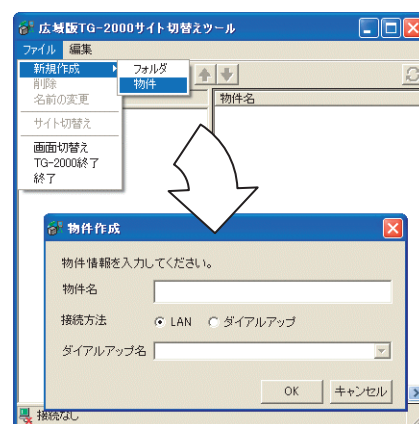 広域版TG-2000サイト切替えツール
ファイル 編集
新規作成 フォルダ
削除 物件
名前の変更 物件名
サイト切替え
画面切替え
TG-2000終了
終了
物件作成
物件情報を入力してください。
物件名
接続方法 LAN ダイアルアップ
ダイアルアップ名
OK キャンセル
接続なし